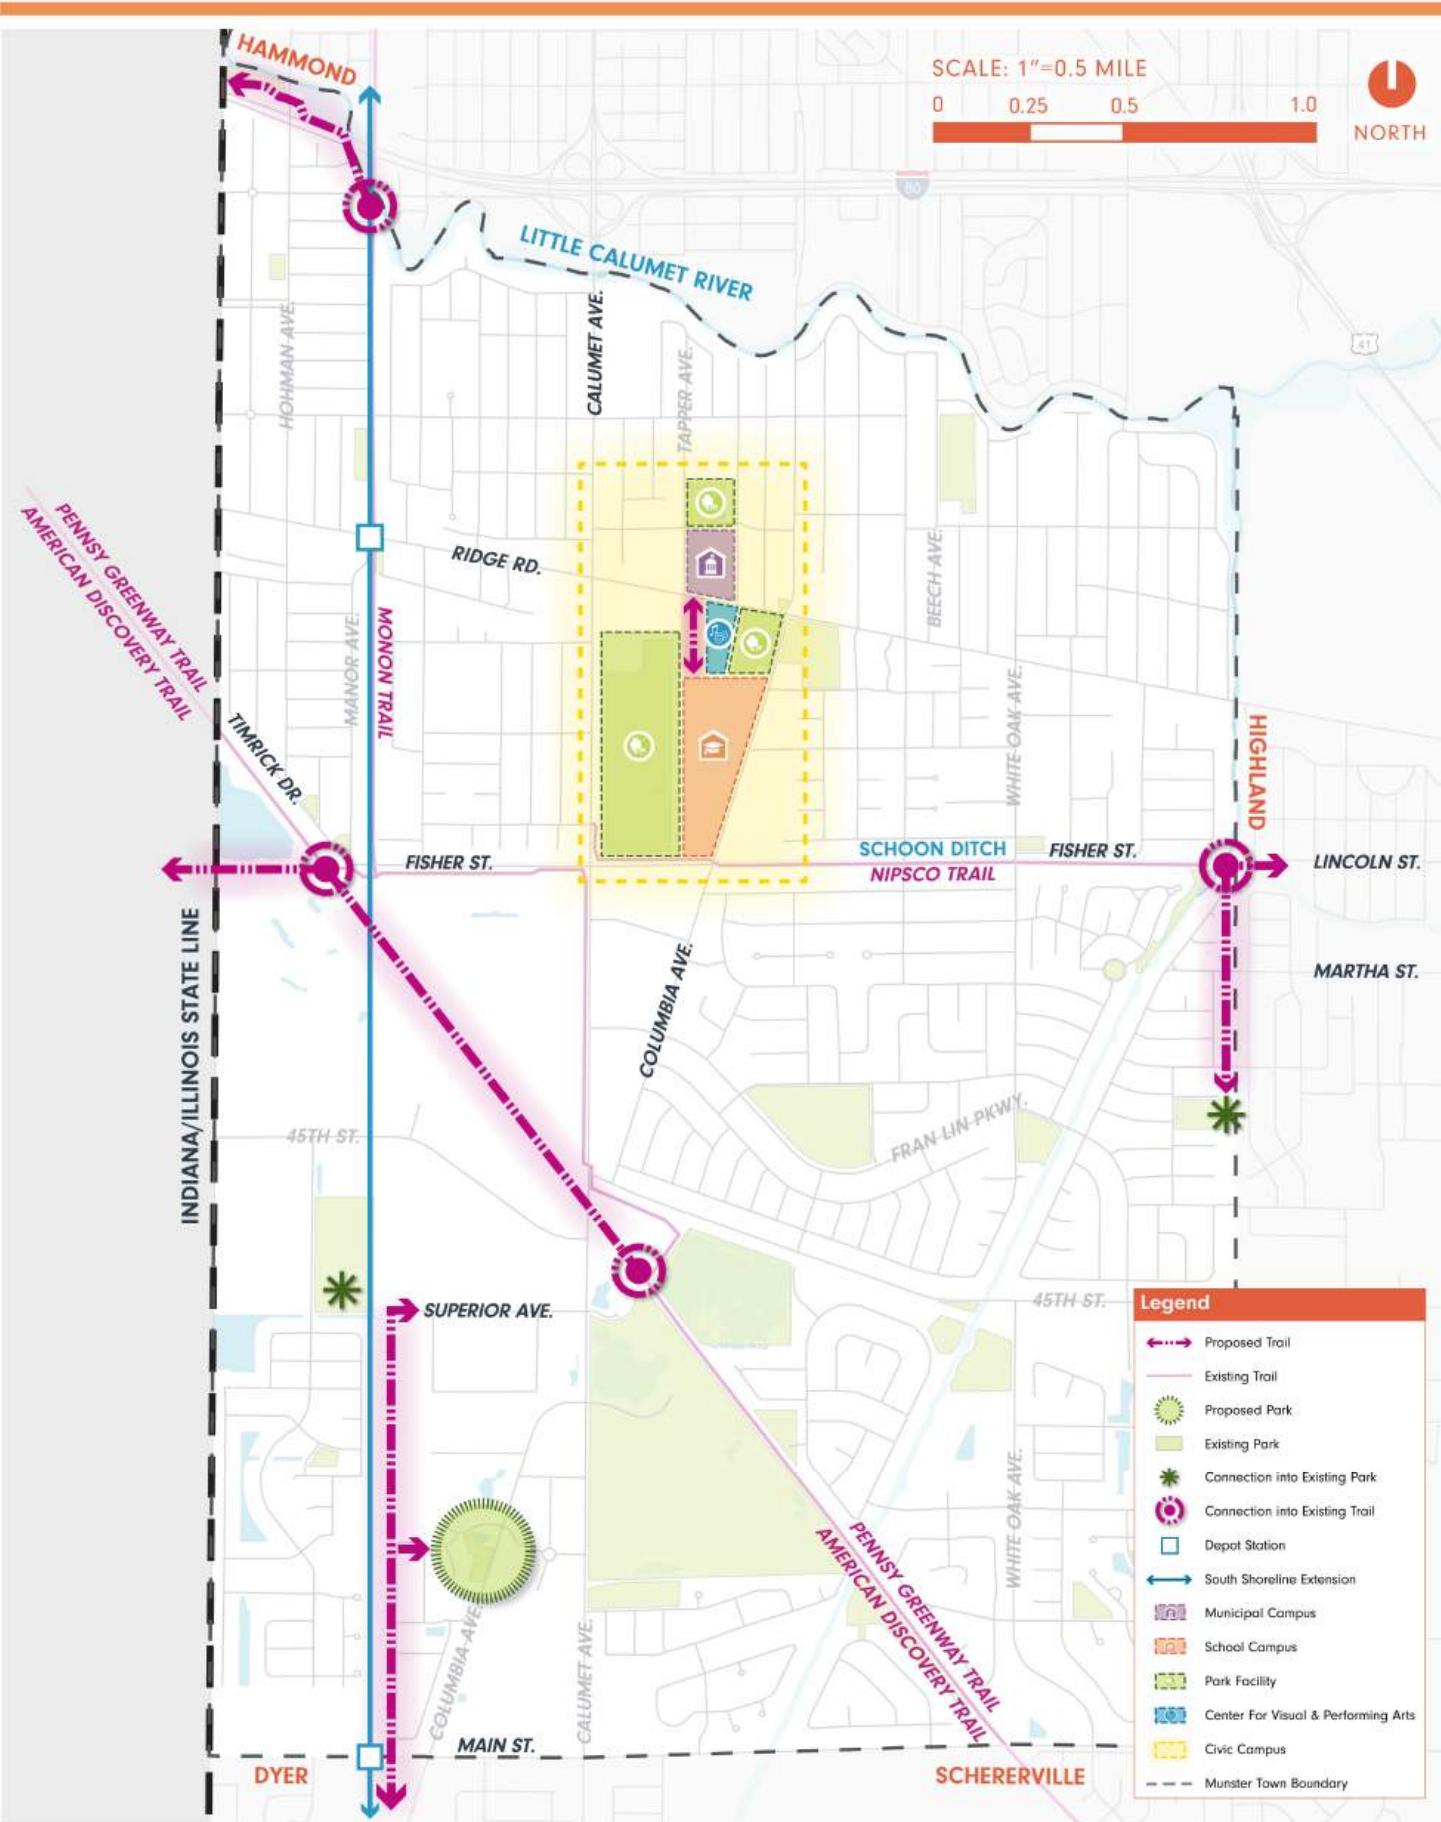 HAMMOND
SCALE: 1"=0.5 MILE
0 0.25 0.5 1.0
NORTH
80
LITTLE CALUMET RIVER
41
HOHMAN AVE.
CALUMET AVE.
TAPPER AVE.
PENNSY GREENWAY TRAIL
AMERICAN DISCOVERY TRAIL
RIDGE RD.
BEECH AVE.
MANOR AVE.
MONON TRAIL
WHITE OAK AVE.
TIMRICK DR.
HIGHLAND
FISHER ST.
SCHOON DITCH
FISHER ST.
LINCOLN ST.
NIPSCO TRAIL
INDIANA/ILLINOIS STATE LINE
COLUMBIA AVE.
MARTHA ST.
45TH ST.
FRAN LIN PKWY.
SUPERIOR AVE.
45TH ST.
WHITE OAK AVE.
PENNSY GREENWAY TRAIL
AMERICAN DISCOVERY TRAIL
COLUMBIA AVE.
CALUMET AVE.
MAIN ST.
DYER
SCHERERVILLE
Legend
Proposed Trail
Existing Trail
Proposed Park
Existing Park
Connection into Existing Park
Connection into Existing Trail
Depot Station
South Shoreline Extension
Municipal Campus
School Campus
Park Facility
Center For Visual & Performing Arts
Civic Campus
Munster Town Boundary